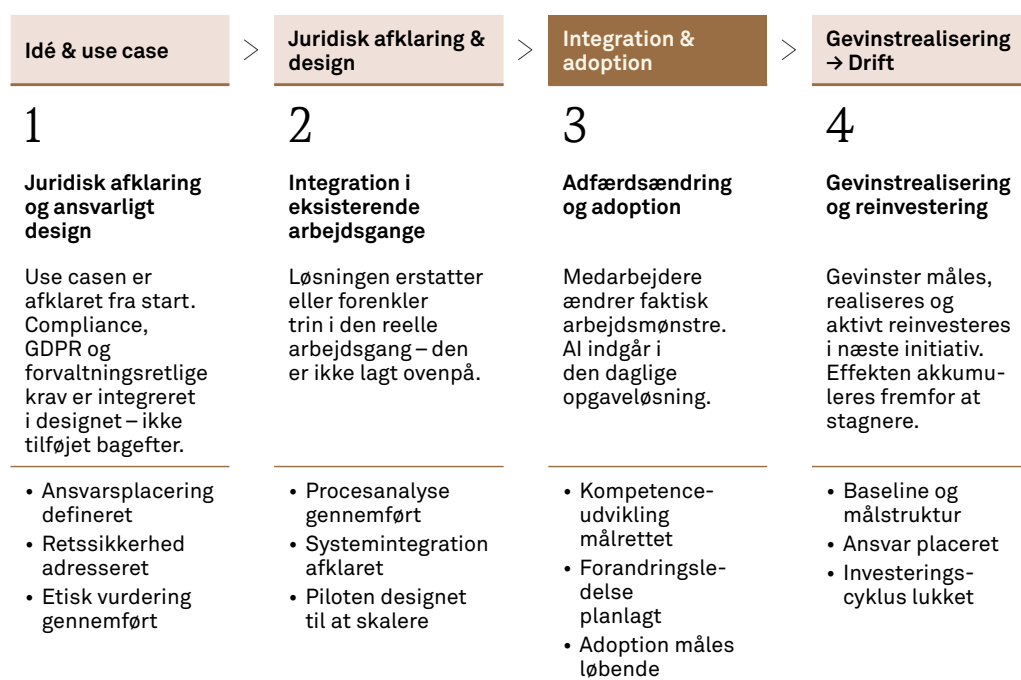 Idé & use case
>
Juridisk afklaring &
design
>
Integration &
adoption
>
Gevinstrealisering
→ Drift
1
Juridisk afklaring
og ansvarligt
design
Use casen er
afklaret fra start.
Compliance,
GDPR og
forvaltningsretlige
krav er integreret
i designet – ikke
tilføjet bagefter.
• Ansvarsplacering
defineret
• Retssikkerhed
adresseret
• Etisk vurdering
gennemført
2
Integration i
eksisterende
arbejdsgange
Løsningen erstatter
eller forenkler
trin i den reelle
arbejdsgang – den
er ikke lagt ovenpå.
• Procesanalyse
gennemført
• Systemintegration
afklaret
• Piloten designet
til at skalere
3
Adfærdsændring
og adoption
Medarbejdere
ændrer faktisk
arbejdsmønstre.
AI indgår i
den daglige
opgaveløsning.
• Kompetence-
udvikling
målrettet
• Forandringsle-
delse
planlagt
• Adoption måles
løbende
4
Gevinstrealisering
og reinvestering
Gevinster måles,
realiseres og
aktivt reinvesteres
i næste initiativ.
Effekten akkumu-
leres fremfor at
stagnere.
• Baseline og
målstruktur
• Ansvar placeret
• Investerings-
cyklus lukket